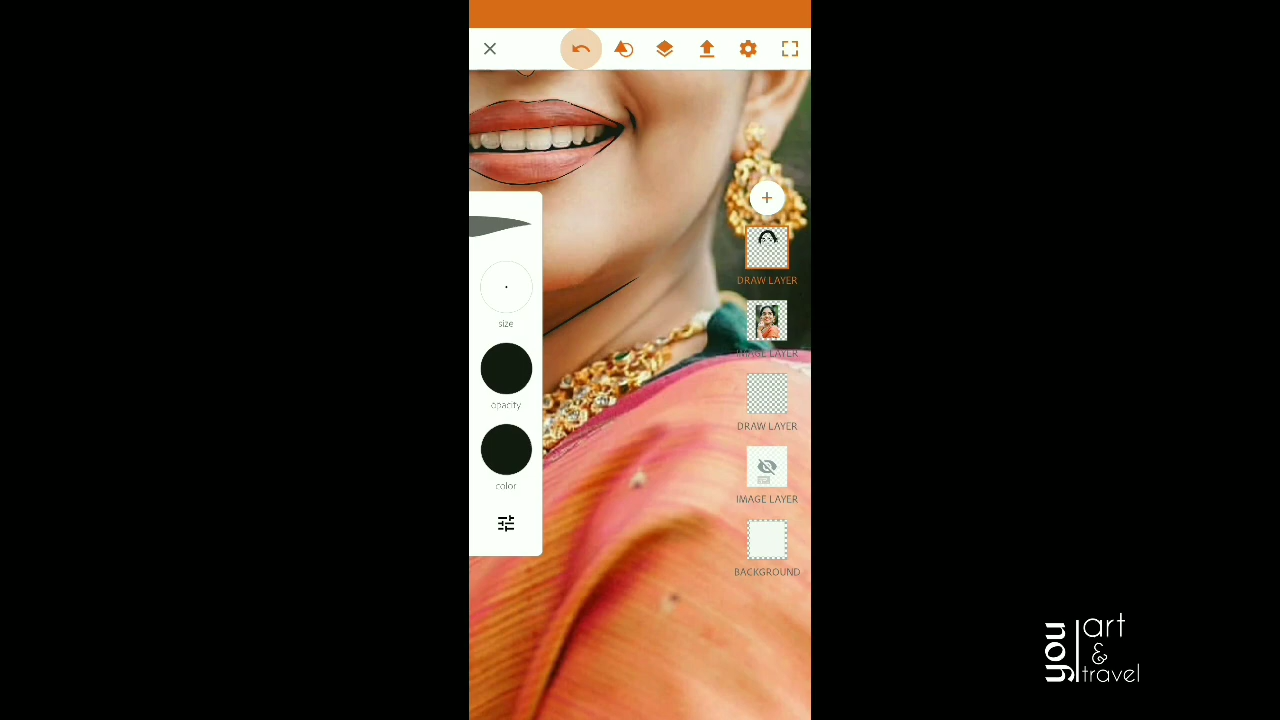 size
opacity
color
DRAW LAYER
IMAGE LAYER
DRAW LAYER
IMAGE LAYER
BACKGROUND
you
art
&
travel